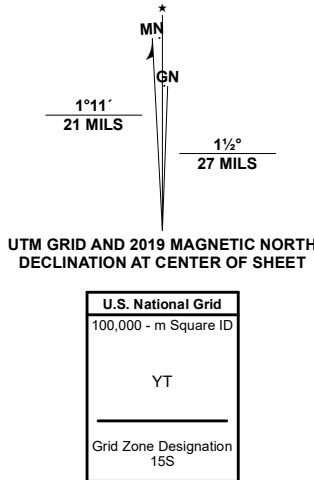 ★
MN
GN
1°11´
21 MILS
1½°
27 MILS
UTM GRID AND 2019 MAGNETIC NORTH
DECLINATION AT CENTER OF SHEET
U.S. National Grid
100,000 - m Square ID
YT
Grid Zone Designation
15S